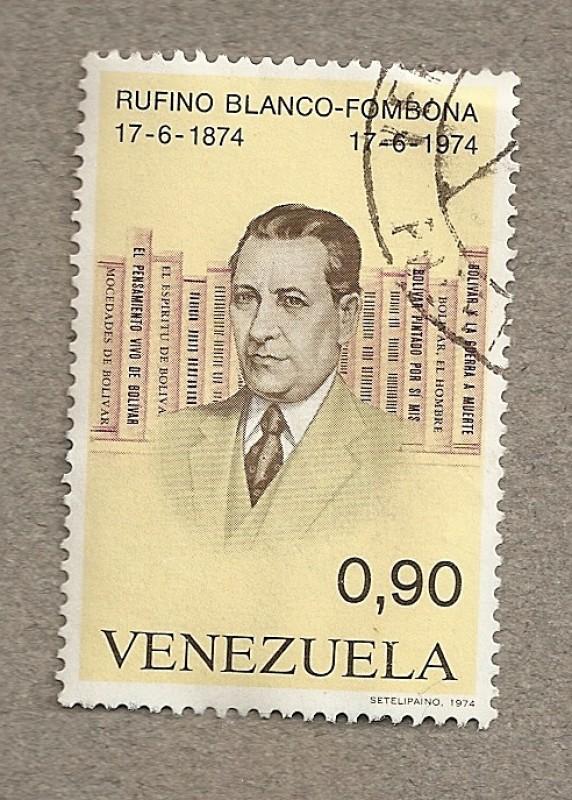 RUFINO BLANCO-FOMBONA
17-6-1874 17-6-1974
MOCEDADES DE BOLIVAR
EL PENSAMIENTO VIVO DE BOLIVAR
EL ESPIRITU DE BOLIVA
BOLIVAR PINTADO POR SI MIS
BOLIVAR, EL HOMBRE
BOLIVAR Y LA GUERRA A MUERTE
0,90
VENEZUELA
SETELIPAINO, 1974